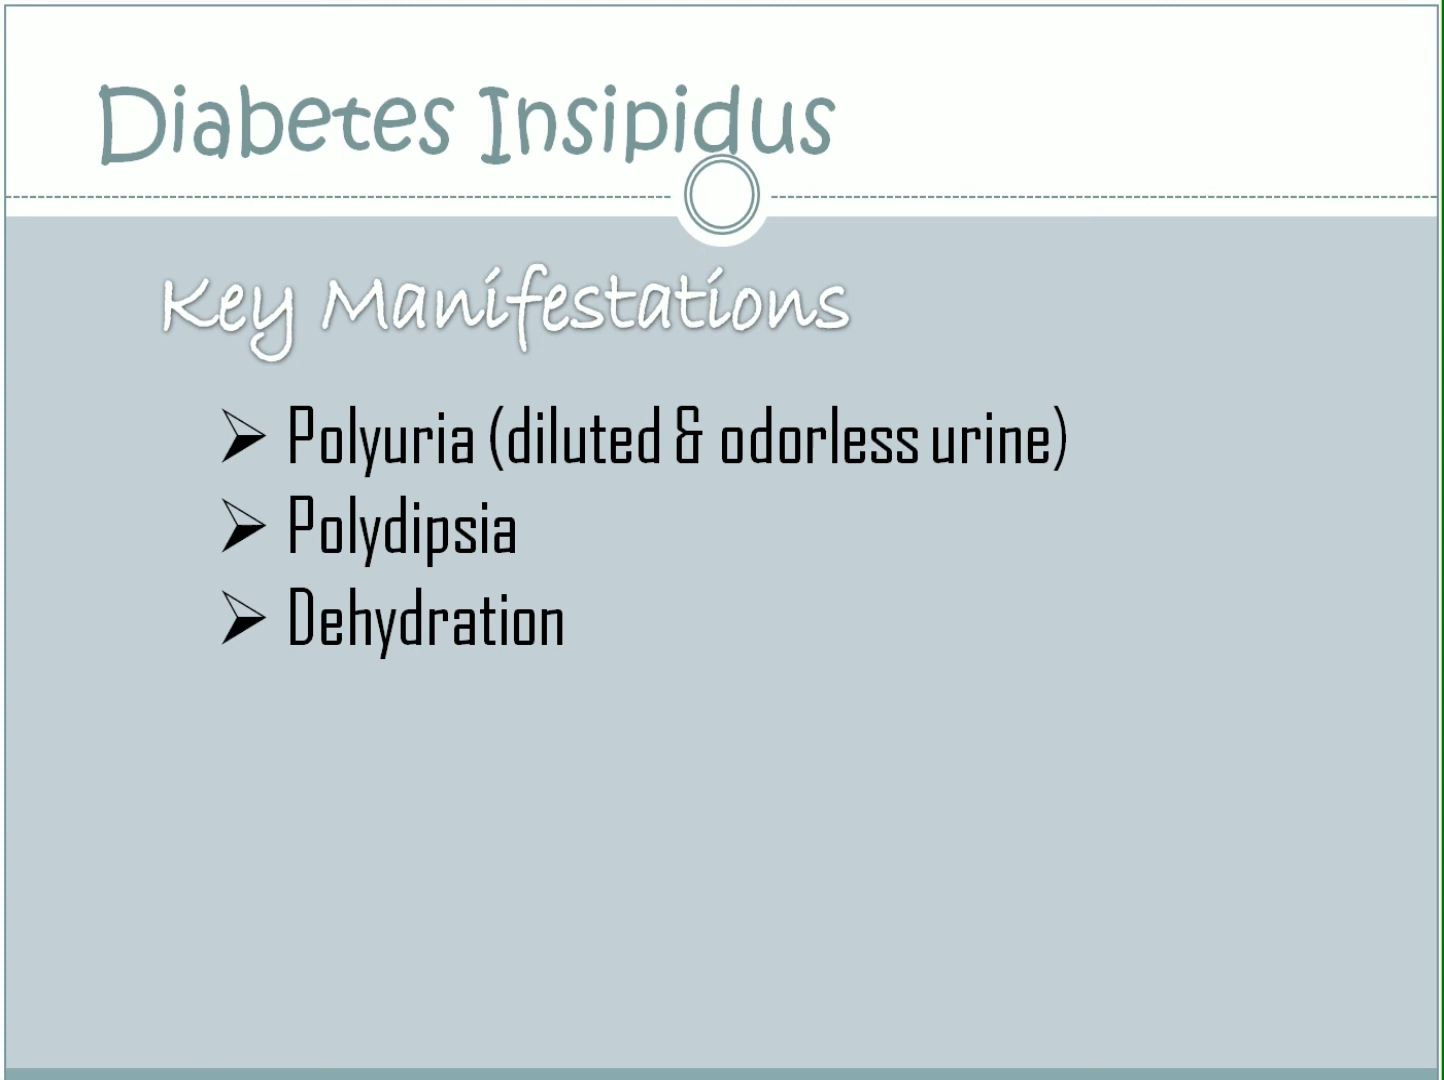 Diabetes Insipidus
Key Manifestations
➢ Polyuria (diluted & odorless urine)
➢ Polydipsia
➢ Dehydration